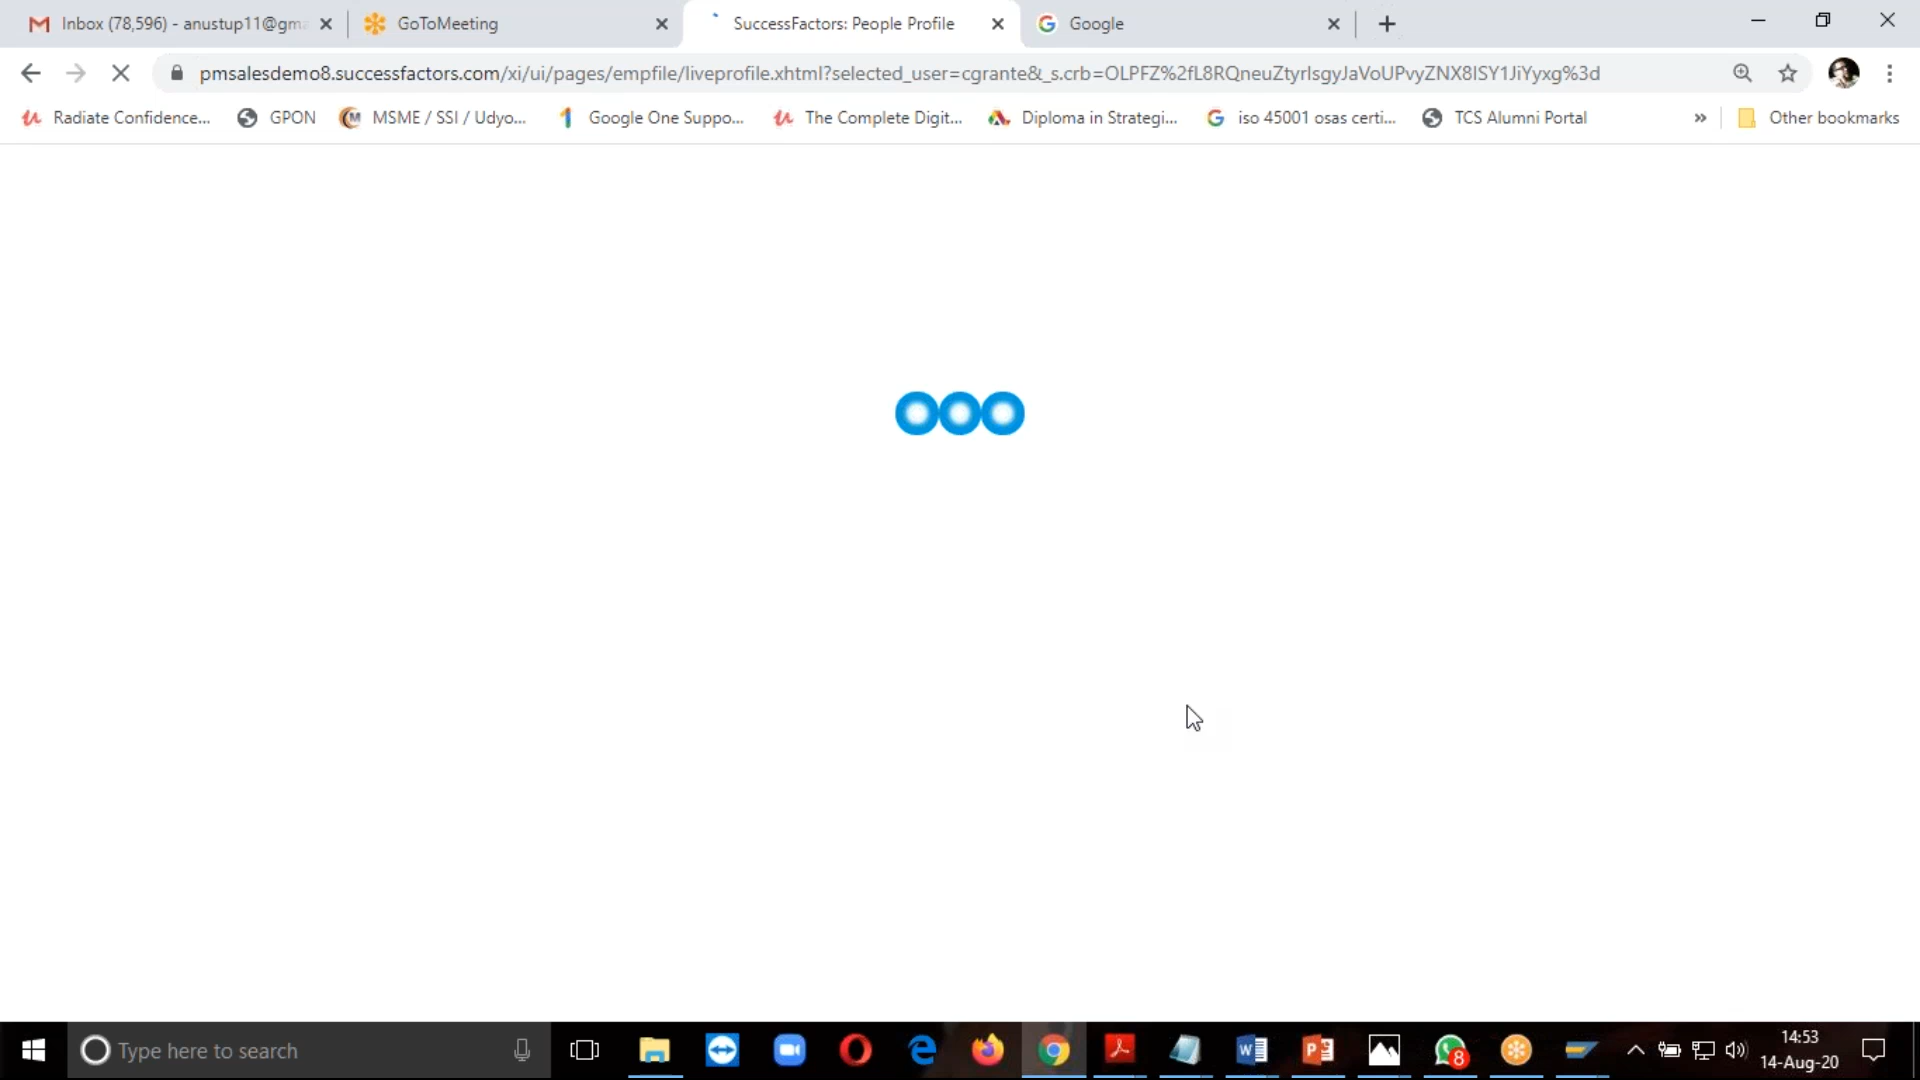 Inbox (78,596) - anustup11@gma
GoToMeeting
SuccessFactors: People Profile
Google
pmsalesdemo8.successfactors.com/xi/ui/pages/empfile/liveprofile.xhtml?selected_user=cgrante&_s.crb=OLPFZ%2fL8RQneuZtyrIsgyJaVoUPvyZNX8ISY1JiYyxg%3d
Radiate Confidence...
GPON
MSME / SSI / Udyo...
Google One Suppo...
The Complete Digit...
Diploma in Strategi...
iso 45001 osas certi...
TCS Alumni Portal
Other bookmarks
Type here to search
8
14:53
14-Aug-20